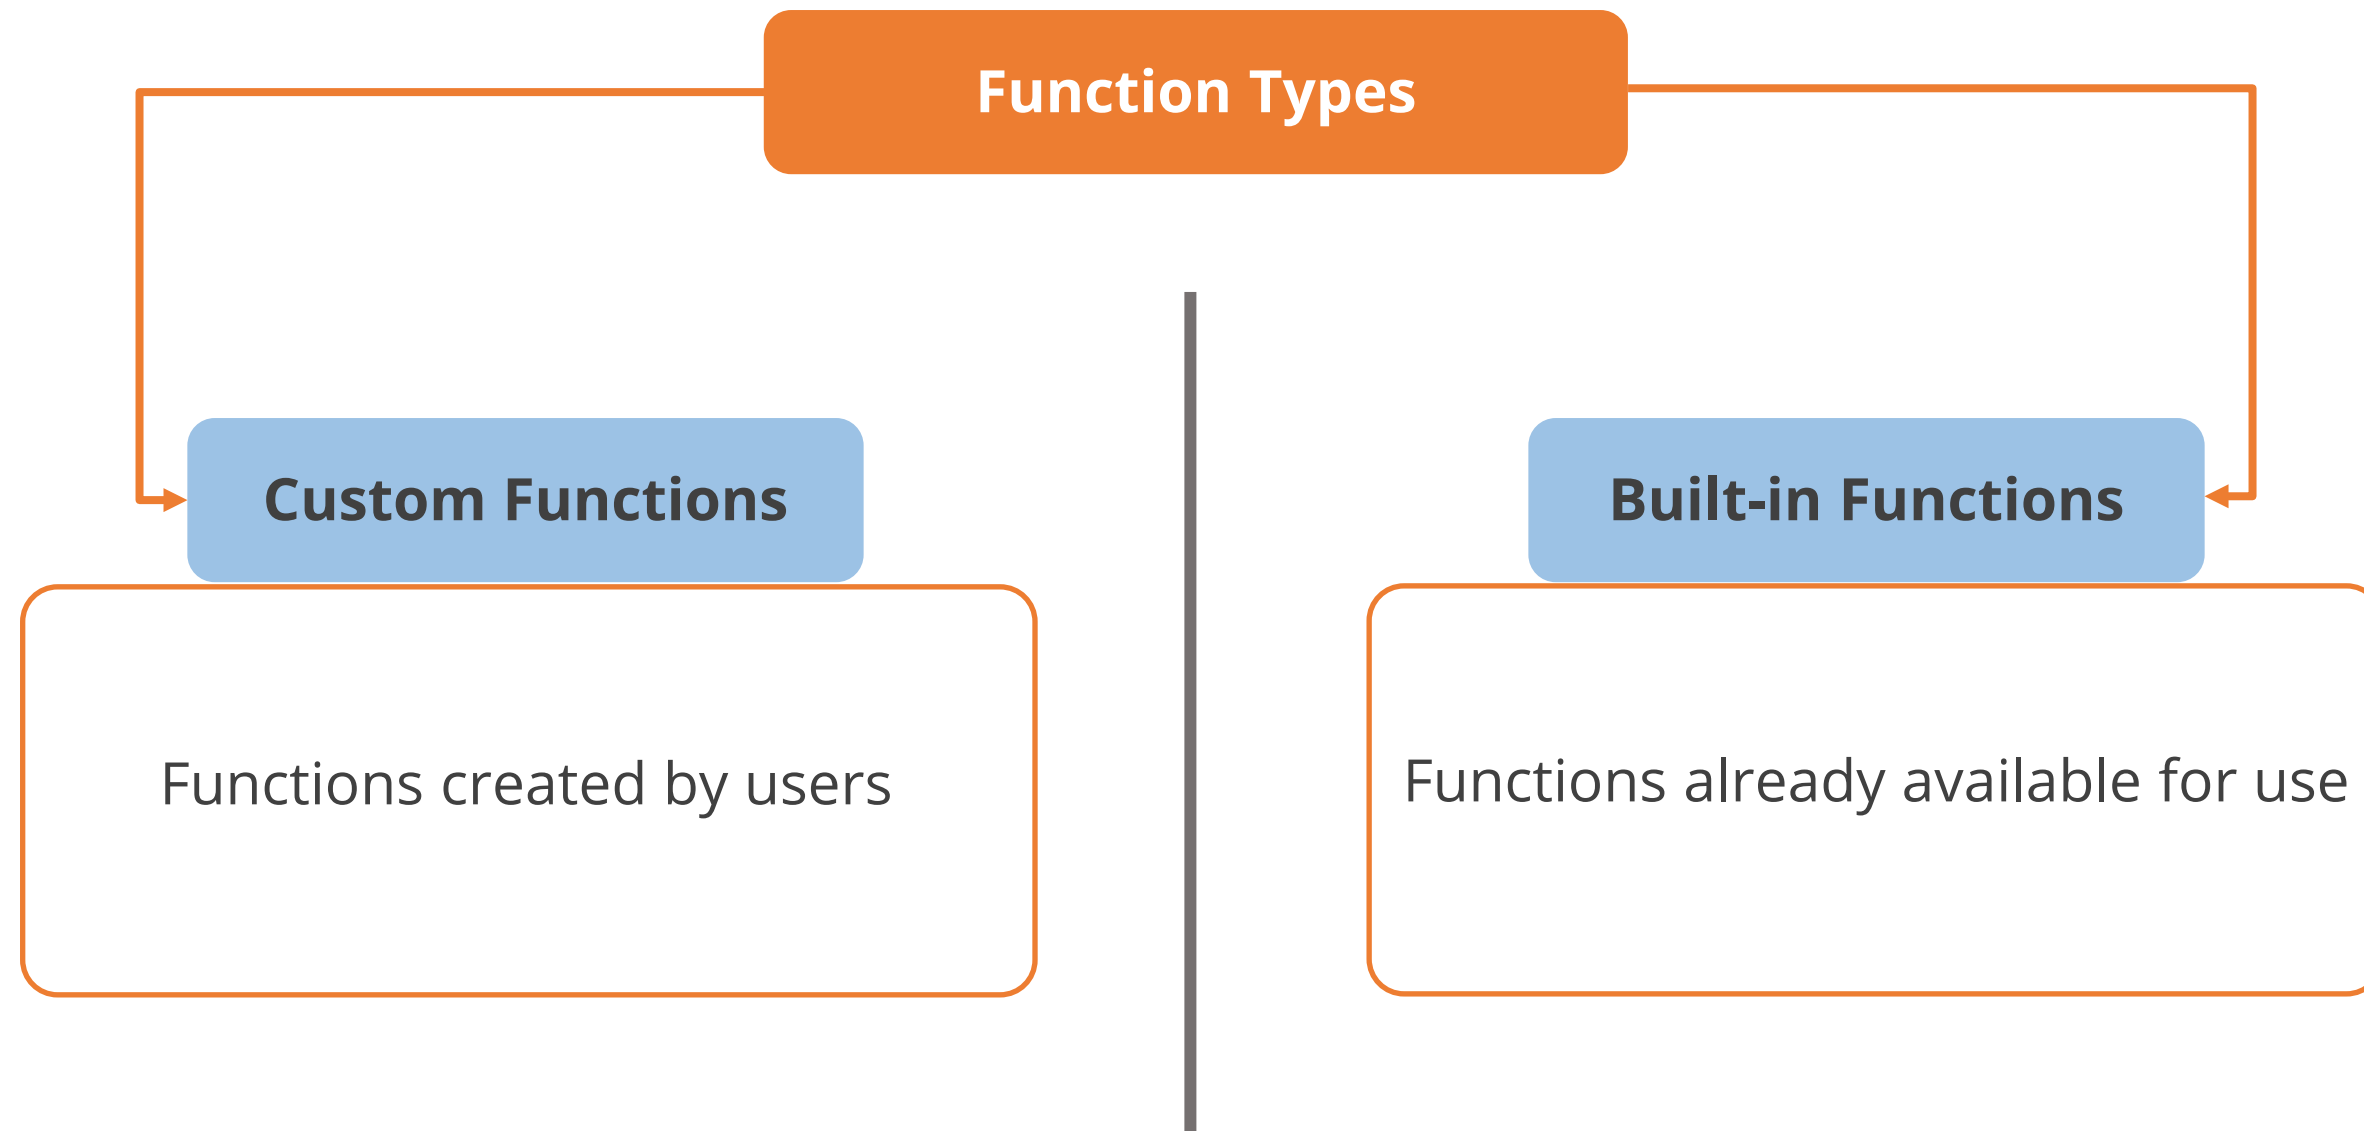 Function Types
Custom Functions
Functions created by users
Built-in Functions
Functions already available for use